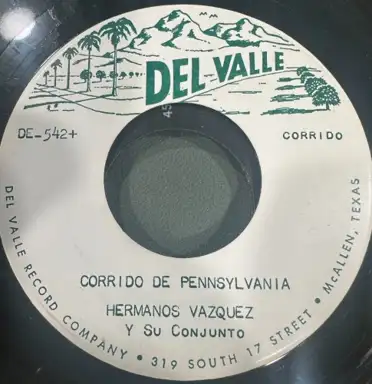 DEL VALLE
45
DE-542+
CORRIDO
CORRIDO DE PENNSYLVANIA
HERMANOS VAZQUEZ
Y SU CONJUNTO
DEL VALLE RECORD COMPANY • 319 SOUTH 17 STREET • McALLEN, TEXAS